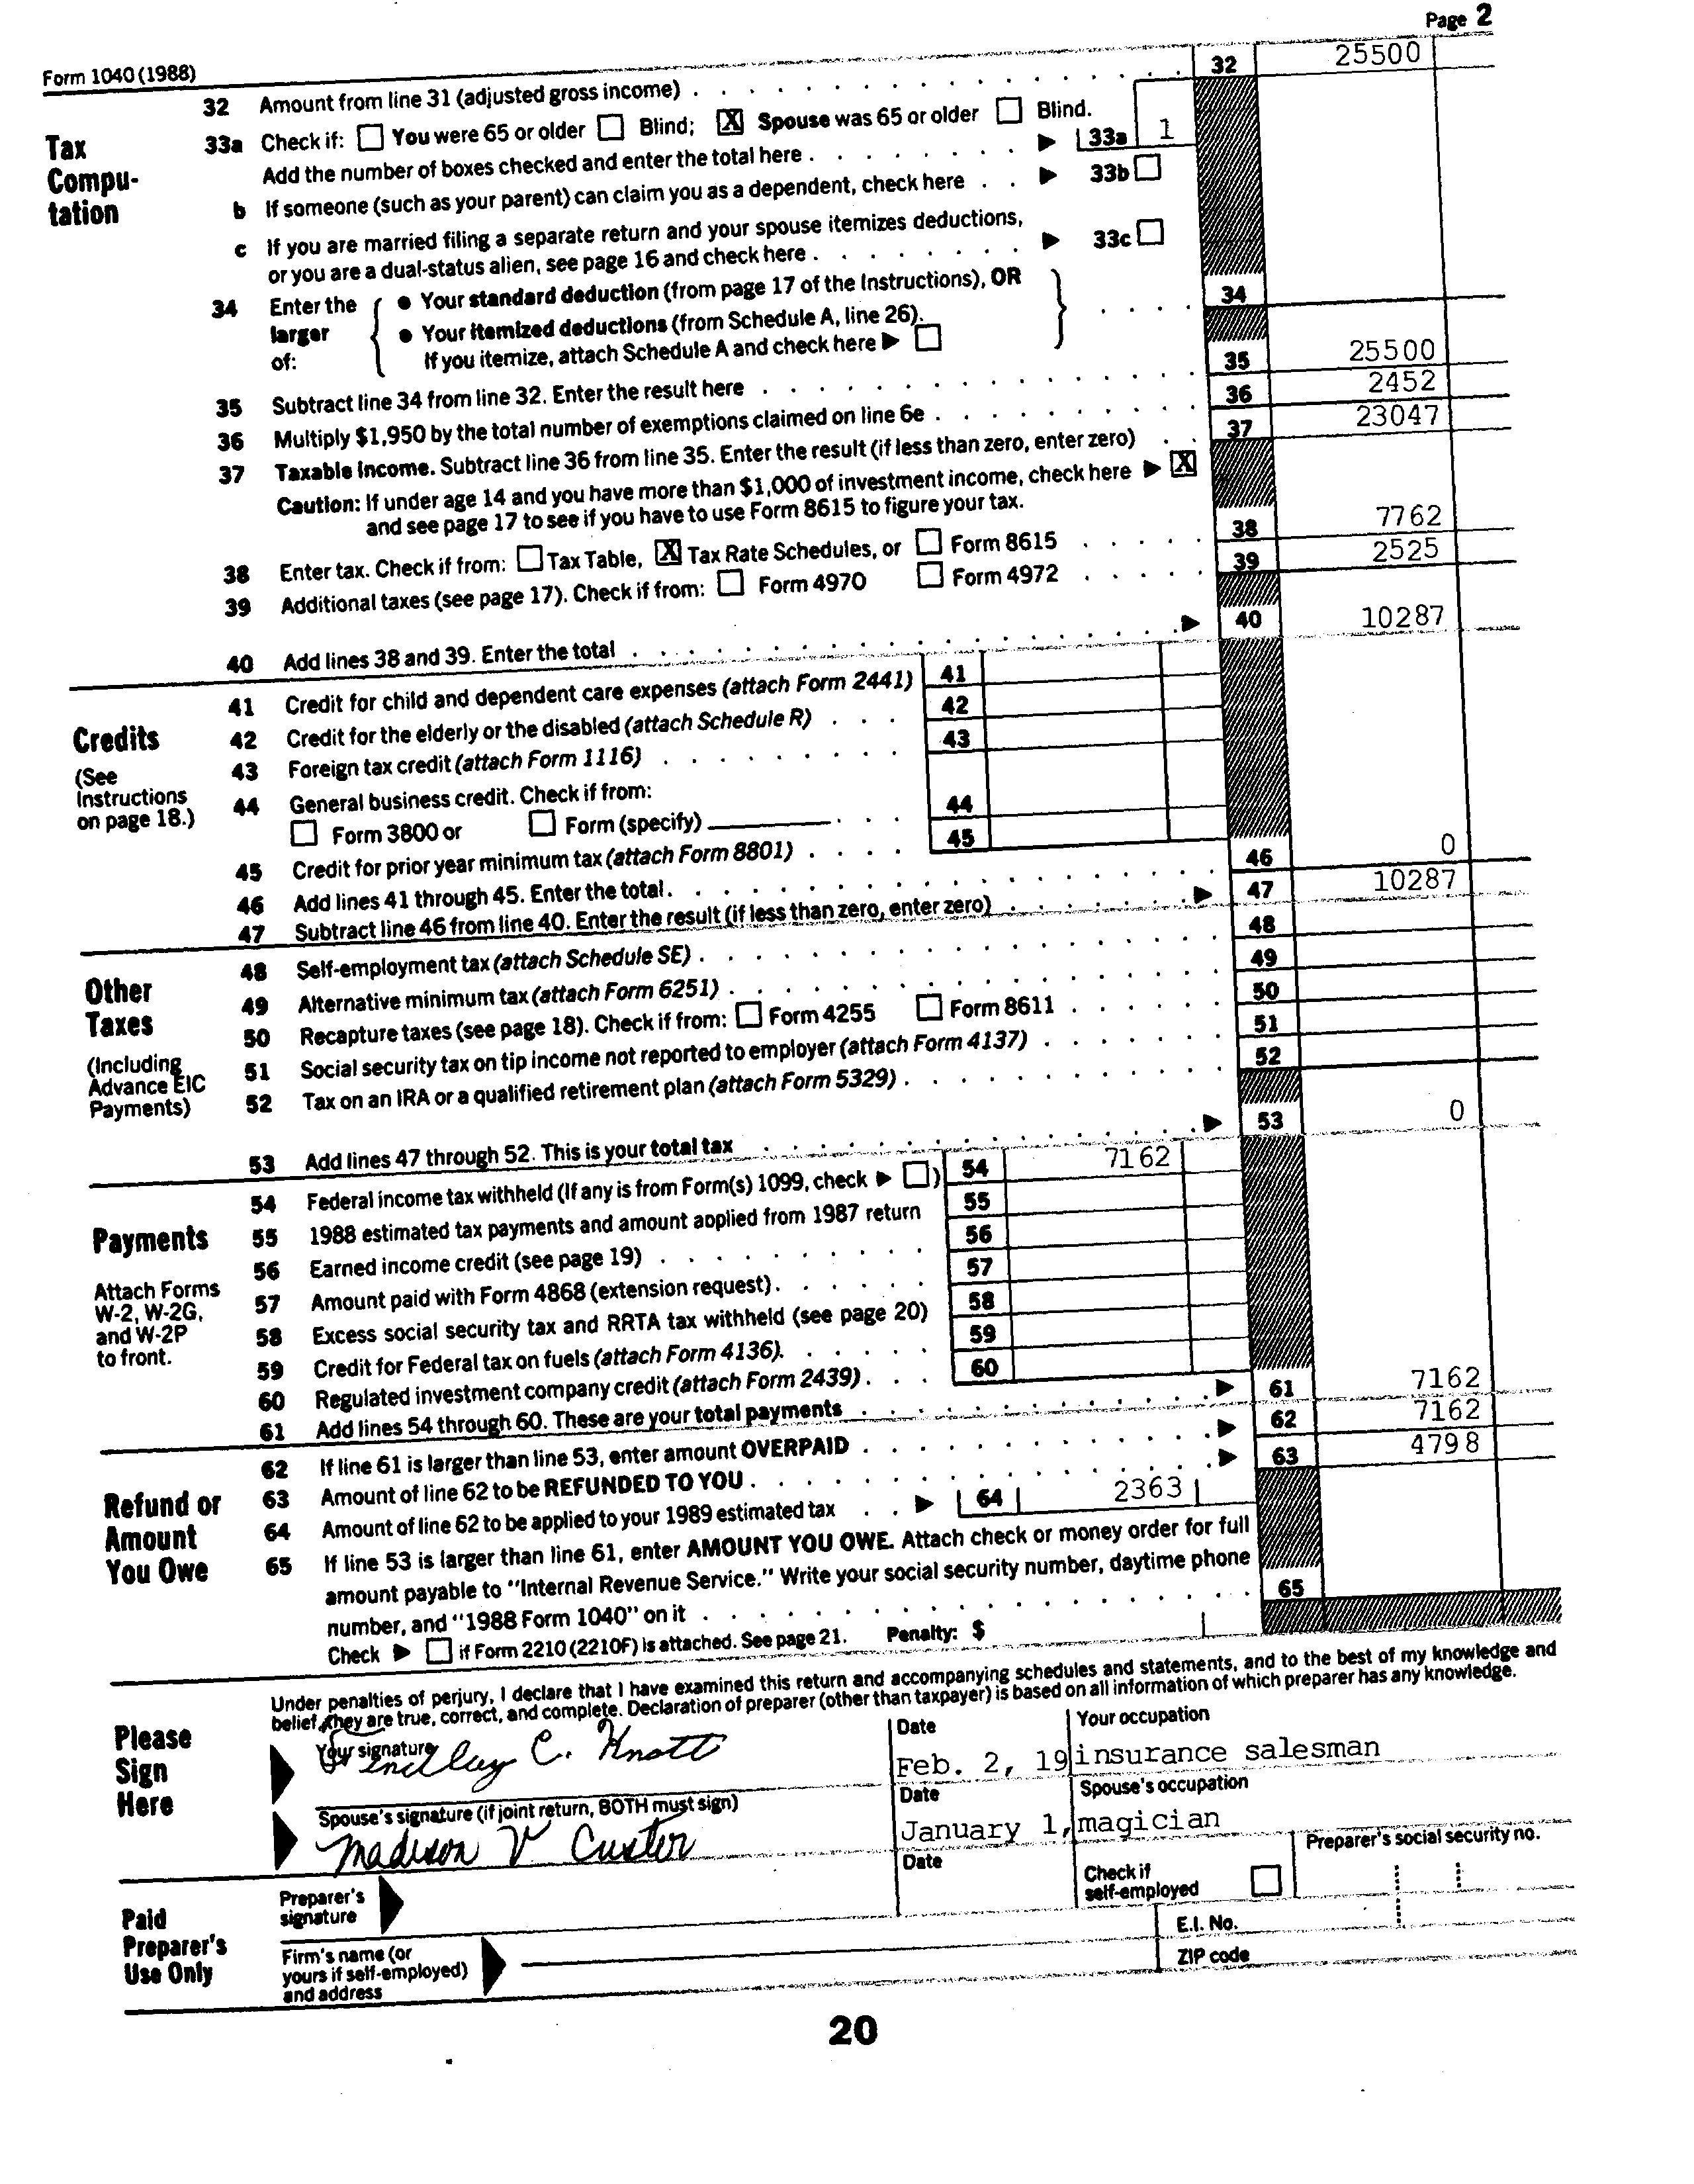 Page 2
Form 1040 (1988)
32 Amount from line 31 (adjusted gross income) . . . 32 25500
Tax Computation
33a Check if: ☐ You were 65 or older ☐ Blind; ☒ Spouse was 65 or older ☐ Blind.
Add the number of boxes checked and enter the total here . . . ▶ 33a 1
b If someone (such as your parent) can claim you as a dependent, check here . . ▶ 33b ☐
c If you are married filing a separate return and your spouse itemizes deductions,
or you are a dual-status alien, see page 16 and check here . . . ▶ 33c ☐
34 Enter the larger of: { ● Your standard deduction (from page 17 of the Instructions), OR
● Your itemized deductions (from Schedule A, line 26).
If you itemize, attach Schedule A and check here ▶ ☐ } . . . 34
35 Subtract line 34 from line 32. Enter the result here . . . 35 25500
36 Multiply $1,950 by the total number of exemptions claimed on line 6e . . . 36 2452
37 Taxable income. Subtract line 36 from line 35. Enter the result (if less than zero, enter zero) . . 37 23047
Caution: If under age 14 and you have more than $1,000 of investment income, check here ▶ ☒
and see page 17 to see if you have to use Form 8615 to figure your tax.
38 Enter tax. Check if from: ☐ Tax Table, ☒ Tax Rate Schedules, or ☐ Form 8615 . . . 38 7762
39 Additional taxes (see page 17). Check if from: ☐ Form 4970 ☐ Form 4972 . . . 39 2525
40 Add lines 38 and 39. Enter the total . . . ▶ 40 10287
Credits
(See Instructions on page 18.)
41 Credit for child and dependent care expenses (attach Form 2441) 41
42 Credit for the elderly or the disabled (attach Schedule R) . . . 42
43 Foreign tax credit (attach Form 1116) . . . 43
44 General business credit. Check if from:
☐ Form 3800 or ☐ Form (specify) . . . 44
45 Credit for prior year minimum tax (attach Form 8801) . . . 45
46 Add lines 41 through 45. Enter the total . . . 46 0
47 Subtract line 46 from line 40. Enter the result (if less than zero, enter zero) . . . ▶ 47 10287
Other Taxes
(Including Advance EIC Payments)
48 Self-employment tax (attach Schedule SE) . . . 48
49 Alternative minimum tax (attach Form 6251) . . . 49
50 Recapture taxes (see page 18). Check if from: ☐ Form 4255 ☐ Form 8611 . . . 50
51 Social security tax on tip income not reported to employer (attach Form 4137) . . . 51
52 Tax on an IRA or a qualified retirement plan (attach Form 5329) . . . 52
53 Add lines 47 through 52. This is your total tax . . . ▶ 53 0
Payments
Attach Forms W-2, W-2G, and W-2P to front.
54 Federal income tax withheld (If any is from Form(s) 1099, check ▶ ☐ ) 54 7162
55 1988 estimated tax payments and amount applied from 1987 return 55
56 Earned income credit (see page 19) . . . 56
57 Amount paid with Form 4868 (extension request) . . . 57
58 Excess social security tax and RRTA tax withheld (see page 20) 58
59 Credit for Federal tax on fuels (attach Form 4136). . . . 59
60 Regulated investment company credit (attach Form 2439) . . . 60
61 Add lines 54 through 60. These are your total payments . . . ▶ 61 7162
Refund or Amount You Owe
62 If line 61 is larger than line 53, enter amount OVERPAID . . . ▶ 62 7162
63 Amount of line 62 to be REFUNDED TO YOU . . . ▶ 63 4798
64 Amount of line 62 to be applied to your 1989 estimated tax . . ▶ 64 2363
65 If line 53 is larger than line 61, enter AMOUNT YOU OWE. Attach check or money order for full
amount payable to "Internal Revenue Service." Write your social security number, daytime phone
number, and "1988 Form 1040" on it . . . 65
Check ▶ ☐ if Form 2210 (2210F) is attached. See page 21. Penalty: $
Please Sign Here
Under penalties of perjury, I declare that I have examined this return and accompanying schedules and statements, and to the best of my knowledge and
belief, they are true, correct, and complete. Declaration of preparer (other than taxpayer) is based on all information of which preparer has any knowledge.
Your signature C. Knott
Date Feb. 2, 19
Your occupation insurance salesman
Spouse's signature (if joint return, BOTH must sign) Madison V Custer
Date January 1,
Spouse's occupation magician
Paid Preparer's Use Only
Preparer's signature
Date
Check if self-employed ☐
Preparer's social security no.
Firm's name (or yours if self-employed) and address
E.I. No.
ZIP code
20